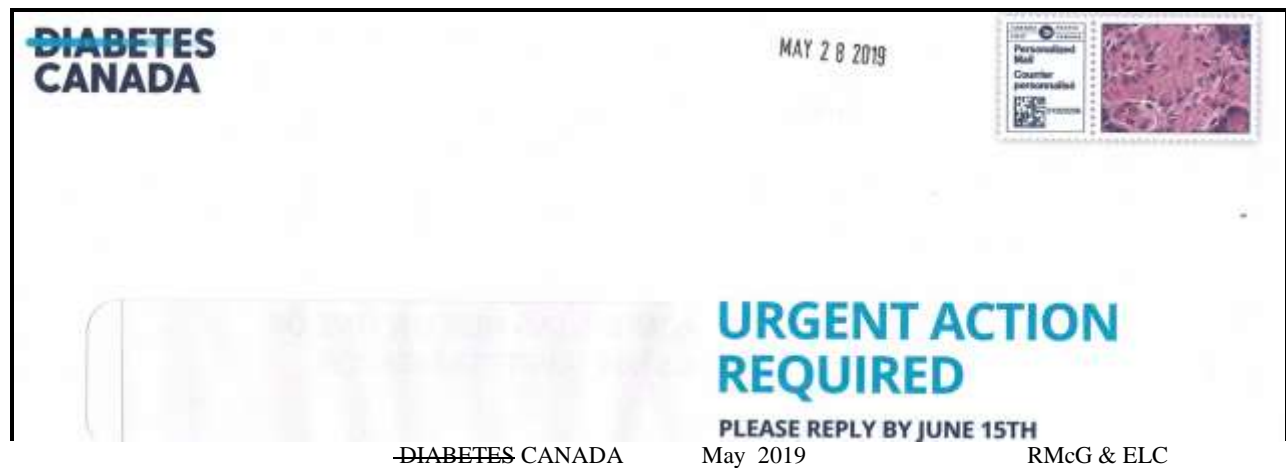 DIABETES
CANADA
MAY 28 2019
Personalized
Mail
Courrier
personnalisé
URGENT ACTION
REQUIRED
PLEASE REPLY BY JUNE 15TH
DIABETES CANADA May 2019 RMcG & ELC